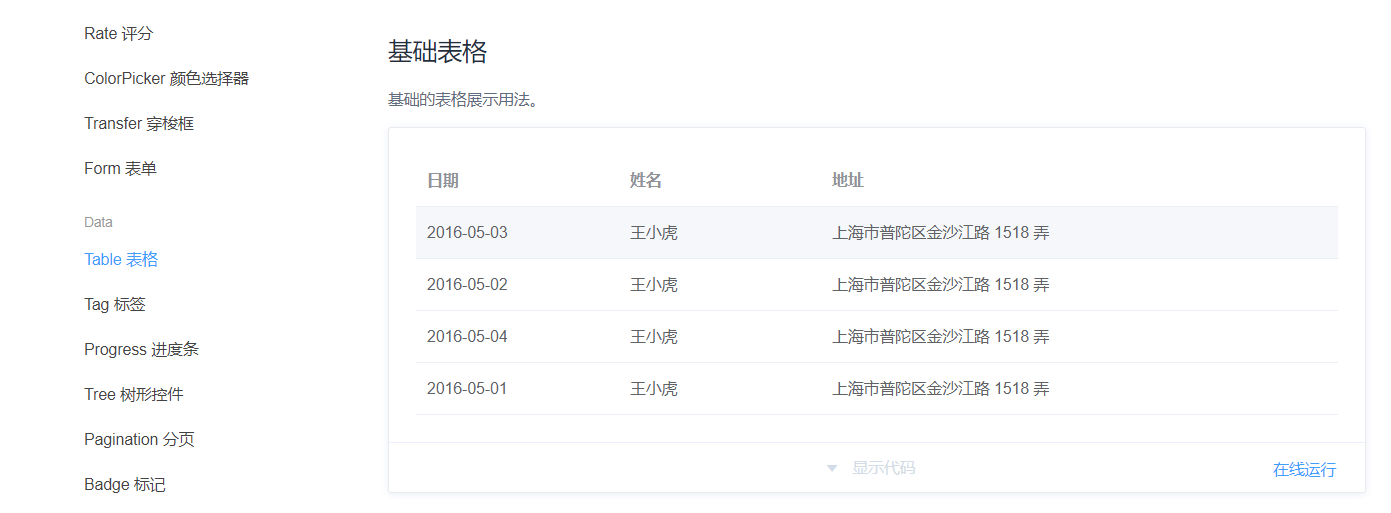 Rate 评分
ColorPicker 颜色选择器
Transfer 穿梭框
Form 表单
Data
Table 表格
Tag 标签
Progress 进度条
Tree 树形控件
Pagination 分页
Badge 标记
基础表格
基础的表格展示用法。
日期 姓名 地址
2016-05-03 王小虎 上海市普陀区金沙江路 1518 弄
2016-05-02 王小虎 上海市普陀区金沙江路 1518 弄
2016-05-04 王小虎 上海市普陀区金沙江路 1518 弄
2016-05-01 王小虎 上海市普陀区金沙江路 1518 弄
显示代码 在线运行